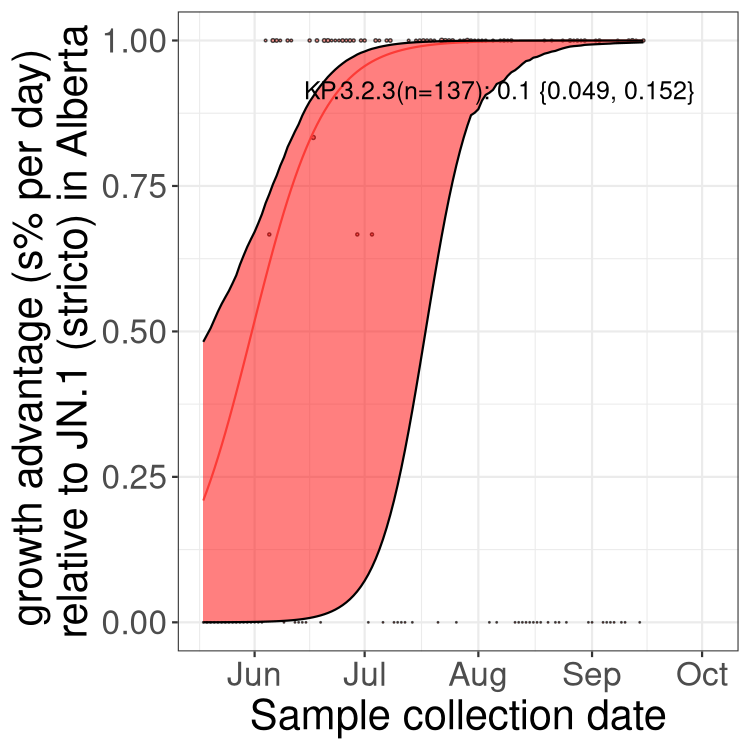 growth advantage (s% per day)
relative to JN.1 (stricto) in Alberta
1.00
0.75
0.50
0.25
0.00
KP.3.2.3(n=137): 0.1 {0.049, 0.152}
Jun Jul Aug Sep Oct
Sample collection date